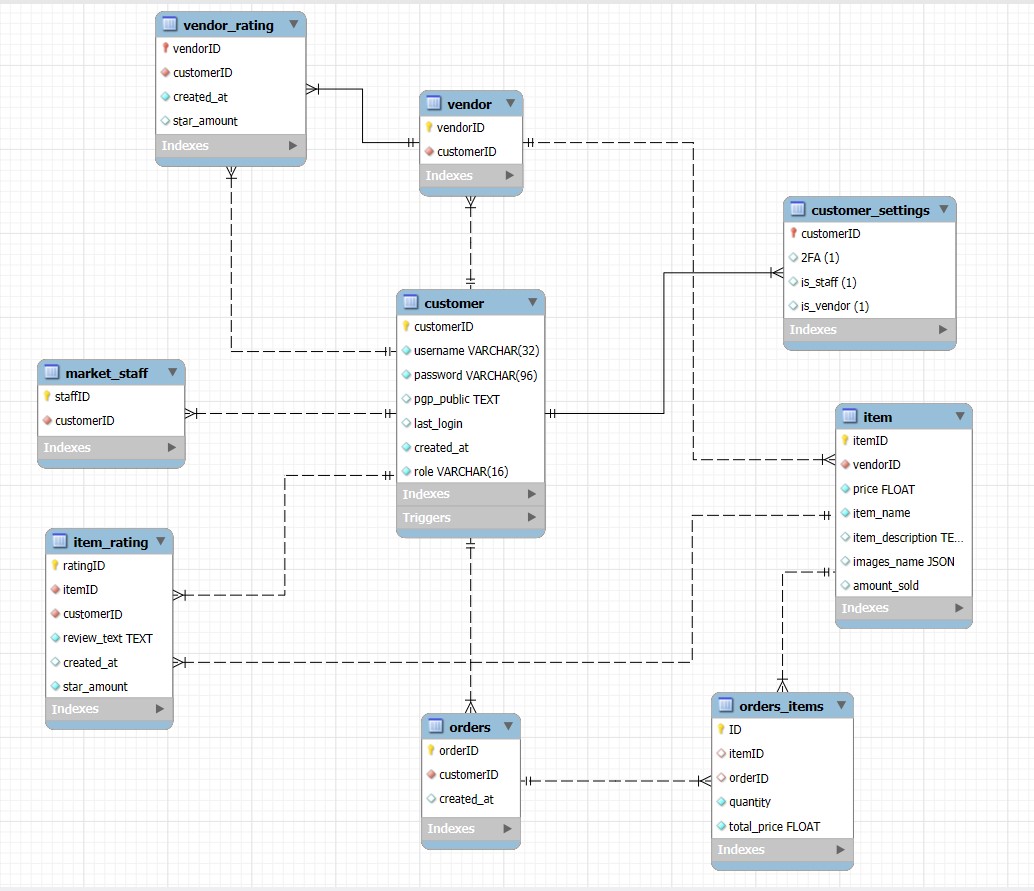 vendor_rating
vendorID
customerID
created_at
star_amount
Indexes
vendor
vendorID
customerID
Indexes
customer_settings
customerID
2FA (1)
is_staff (1)
is_vendor (1)
Indexes
customer
customerID
username VARCHAR(32)
password VARCHAR(96)
pgp_public TEXT
last_login
created_at
role VARCHAR(16)
Indexes
Triggers
market_staff
staffID
customerID
Indexes
item
itemID
vendorID
price FLOAT
item_name
item_description TE...
images_name JSON
amount_sold
Indexes
item_rating
ratingID
itemID
customerID
review_text TEXT
created_at
star_amount
Indexes
orders
orderID
customerID
created_at
Indexes
orders_items
ID
itemID
orderID
quantity
total_price FLOAT
Indexes